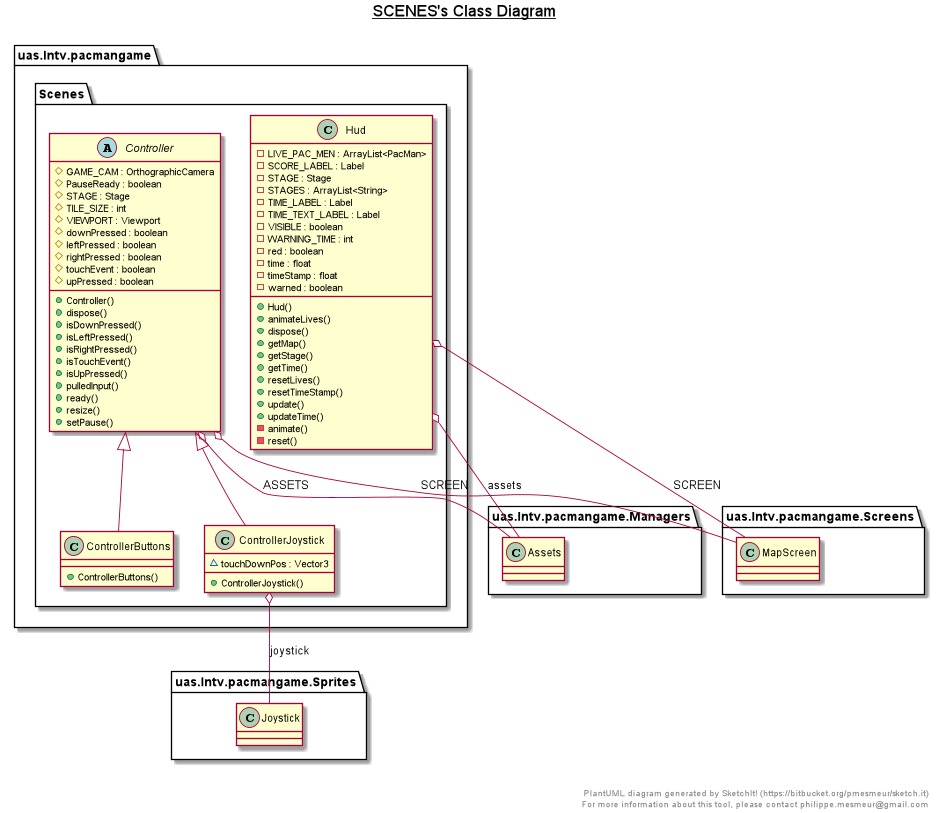 SCENES's Class Diagram
uas.lntv.pacmangame
Scenes
A Controller
GAME_CAM : OrthographicCamera
PauseReady : boolean
STAGE : Stage
TILE_SIZE : int
VIEWPORT : Viewport
downPressed : boolean
leftPressed : boolean
rightPressed : boolean
touchEvent : boolean
upPressed : boolean
Controller()
dispose()
isDownPressed()
isLeftPressed()
isRightPressed()
isTouchEvent()
isUpPressed()
pulledInput()
ready()
resize()
setPause()
C Hud
LIVE_PAC_MEN : ArrayList<PacMan>
SCORE_LABEL : Label
STAGE : Stage
STAGES : ArrayList<String>
TIME_LABEL : Label
TIME_TEXT_LABEL : Label
VISIBLE : boolean
WARNING_TIME : int
red : boolean
time : float
timeStamp : float
warned : boolean
Hud()
animateLives()
dispose()
getMap()
getStage()
getTime()
resetLives()
resetTimeStamp()
update()
updateTime()
animate()
reset()
ASSETS
SCREEN
assets
SCREEN
C ControllerButtons
ControllerButtons()
C ControllerJoystick
touchDownPos : Vector3
ControllerJoystick()
uas.lntv.pacmangame.Managers
C Assets
uas.lntv.pacmangame.Screens
C MapScreen
joystick
uas.lntv.pacmangame.Sprites
C Joystick
PlantUML diagram generated by SketchIt! (https://bitbucket.org/pmesmeur/sketch.it)
For more information about this tool, please contact philippe.mesmeur@gmail.com